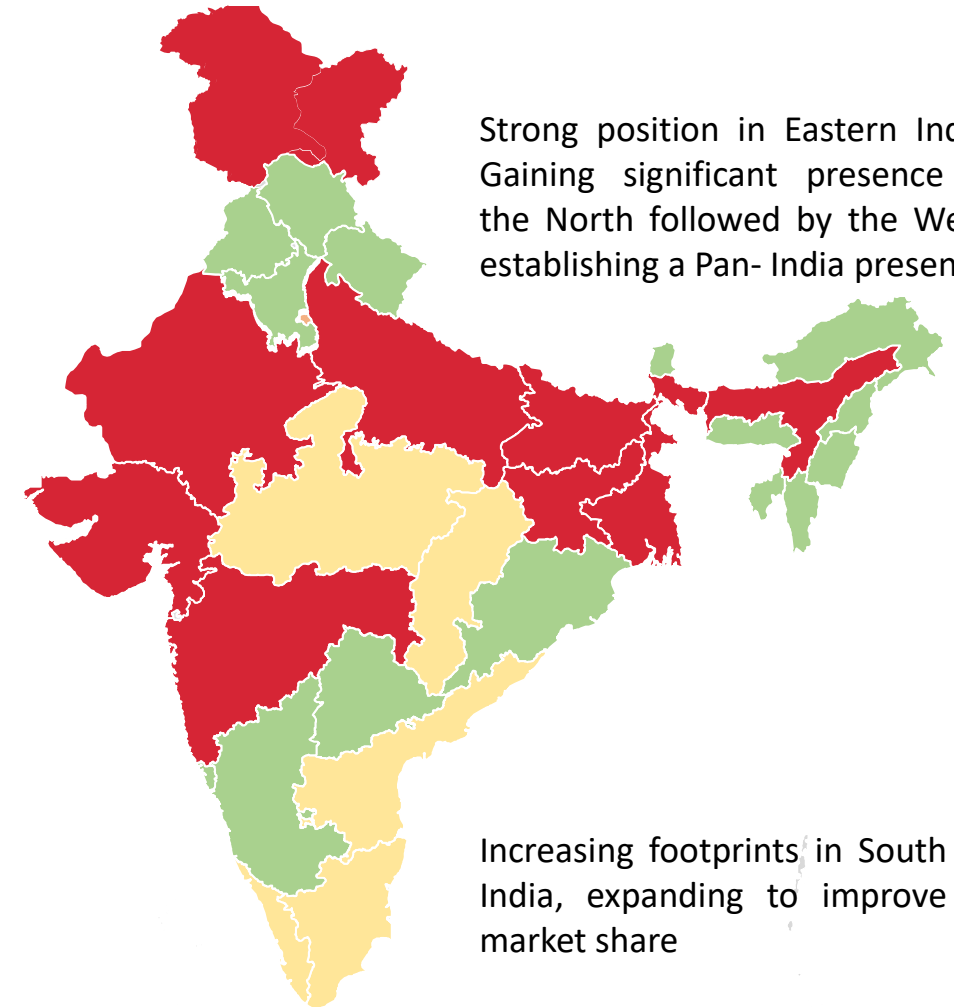 Strong position in Eastern Ind
Gaining significant presence
the North followed by the We
establishing a Pan- India presen
Increasing footprints in South
India, expanding to improve
market share